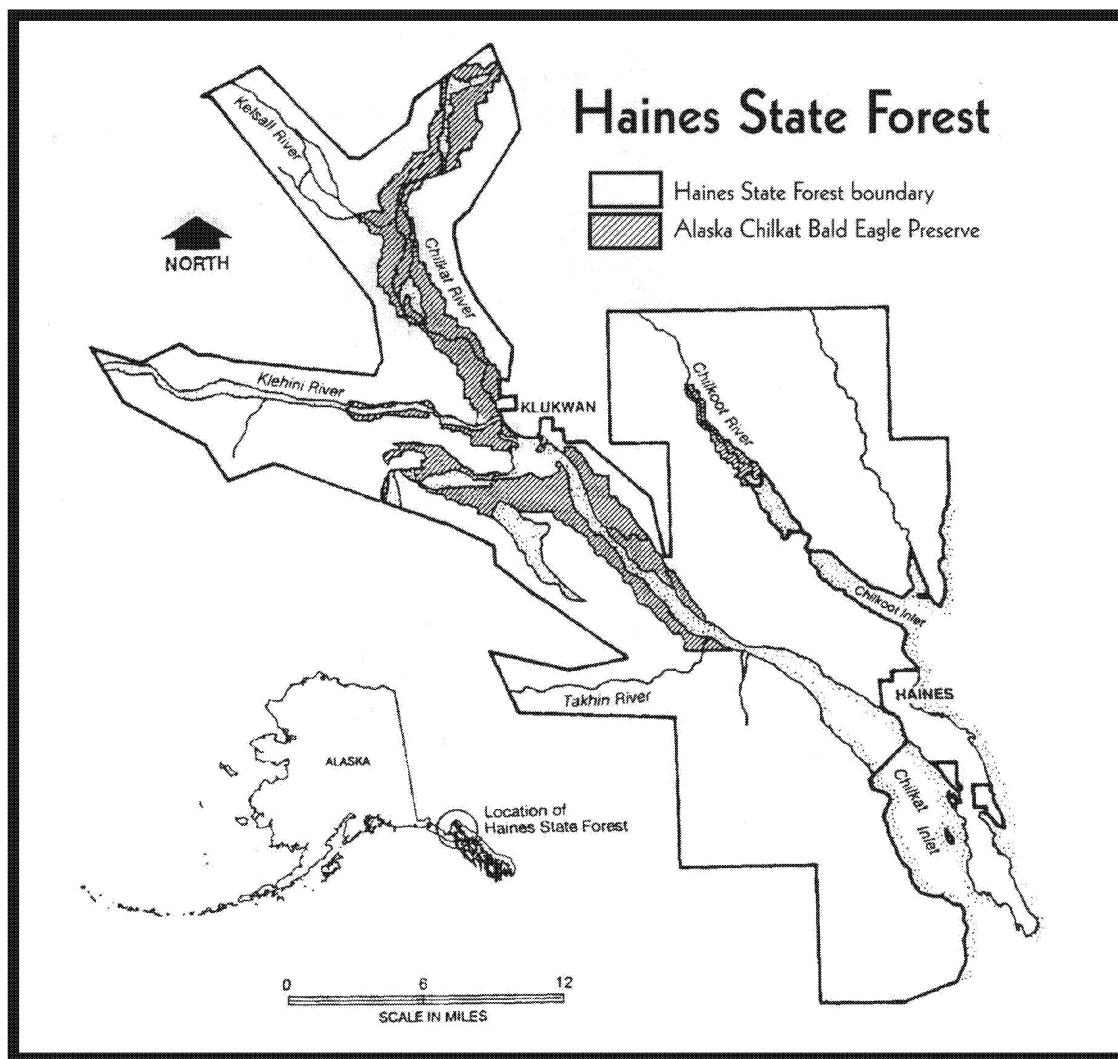 Haines State Forest
Haines State Forest boundary
Alaska Chilkat Bald Eagle Preserve
NORTH
Kelsall River
Chilkat River
Klehini River
KLUKWAN
Chilkoot River
Chilkoot Inlet
Takhin River
HAINES
Chilkat Inlet
ALASKA
Location of
Haines State Forest
0 6 12
SCALE IN MILES